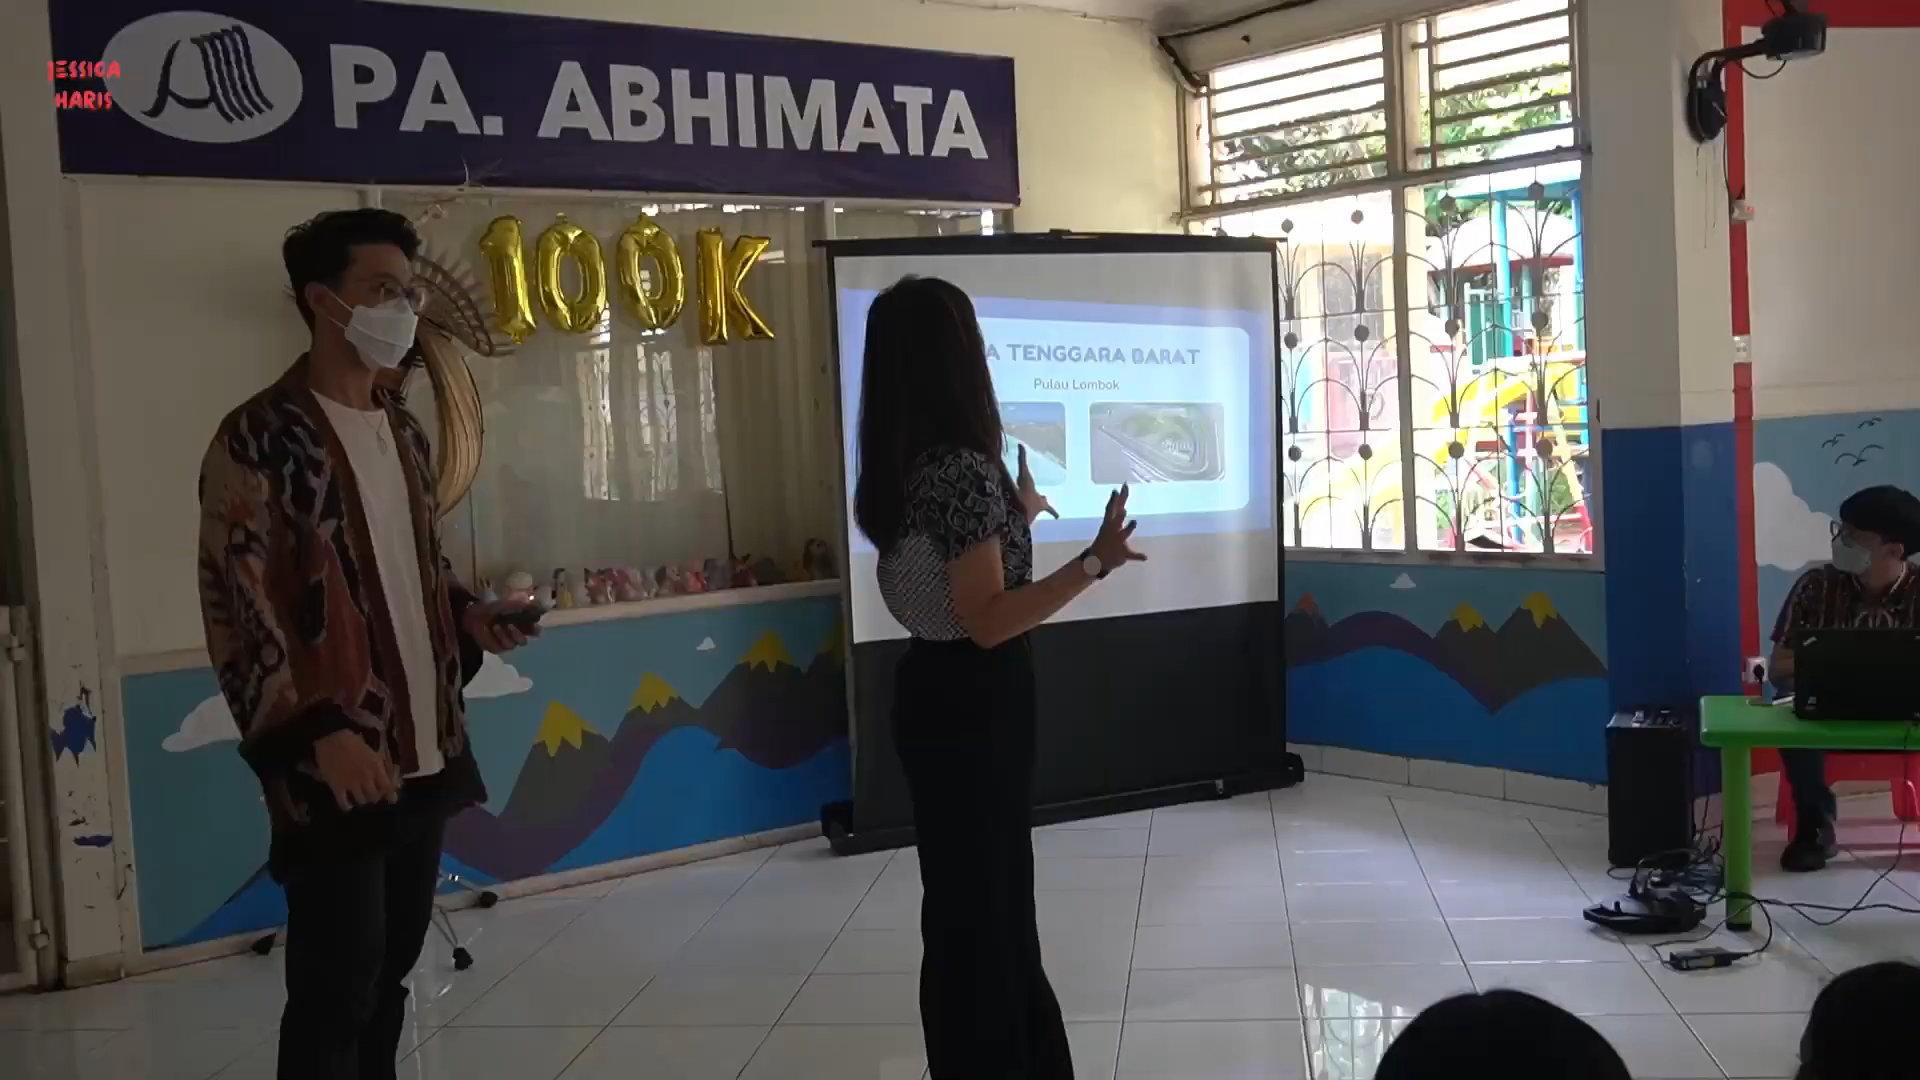 JESSICA
HARIS
PA. ABHIMATA
100K
A TENGGARA BARAT
Pulau Lombok